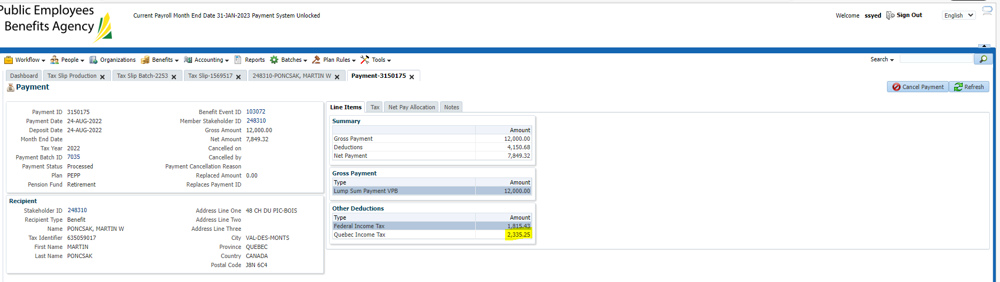 Public Employees
Benefits Agency
Current Payroll Month End Date 31-JAN-2023 Payment System Unlocked
Welcome ssyed Sign Out English
Workflow People Organizations Benefits Accounting Reports Batches Plan Rules Tools Search
Dashboard Tax Slip Production Tax Slip Batch-2253 Tax Slip-1569517 248310-PONCSAK, MARTIN W Payment-3150175
Payment Cancel Payment Refresh
Payment ID 3150175 Benefit Event ID 103072
Payment Date 24-AUG-2022 Member Stakeholder ID 248310
Deposit Date 24-AUG-2022 Gross Amount 12,000.00
Month End Date Net Amount 7,849.32
Tax Year 2022 Cancelled on
Payment Batch ID 7035 Cancelled by
Payment Status Processed Payment Cancellation Reason
Plan PEPP Replaced Amount 0.00
Pension Fund Retirement Replaces Payment ID
Recipient
Stakeholder ID 248310 Address Line One 48 CH DU PIC-BOIS
Recipient Type Benefit Address Line Two
Name PONCSAK, MARTIN W Address Line Three
Tax Identifier 635059017 City VAL-DES-MONTS
First Name MARTIN Province QUEBEC
Last Name PONCSAK Country CANADA
Postal Code J8N 6C4
Line Items Tax Net Pay Allocation Notes
Summary
Amount
Gross Payment 12,000.00
Deductions 4,150.68
Net Payment 7,849.32
Gross Payment
Type Amount
Lump Sum Payment VPB 12,000.00
Other Deductions
Type Amount
Federal Income Tax 1,815.43
Quebec Income Tax 2,335.25